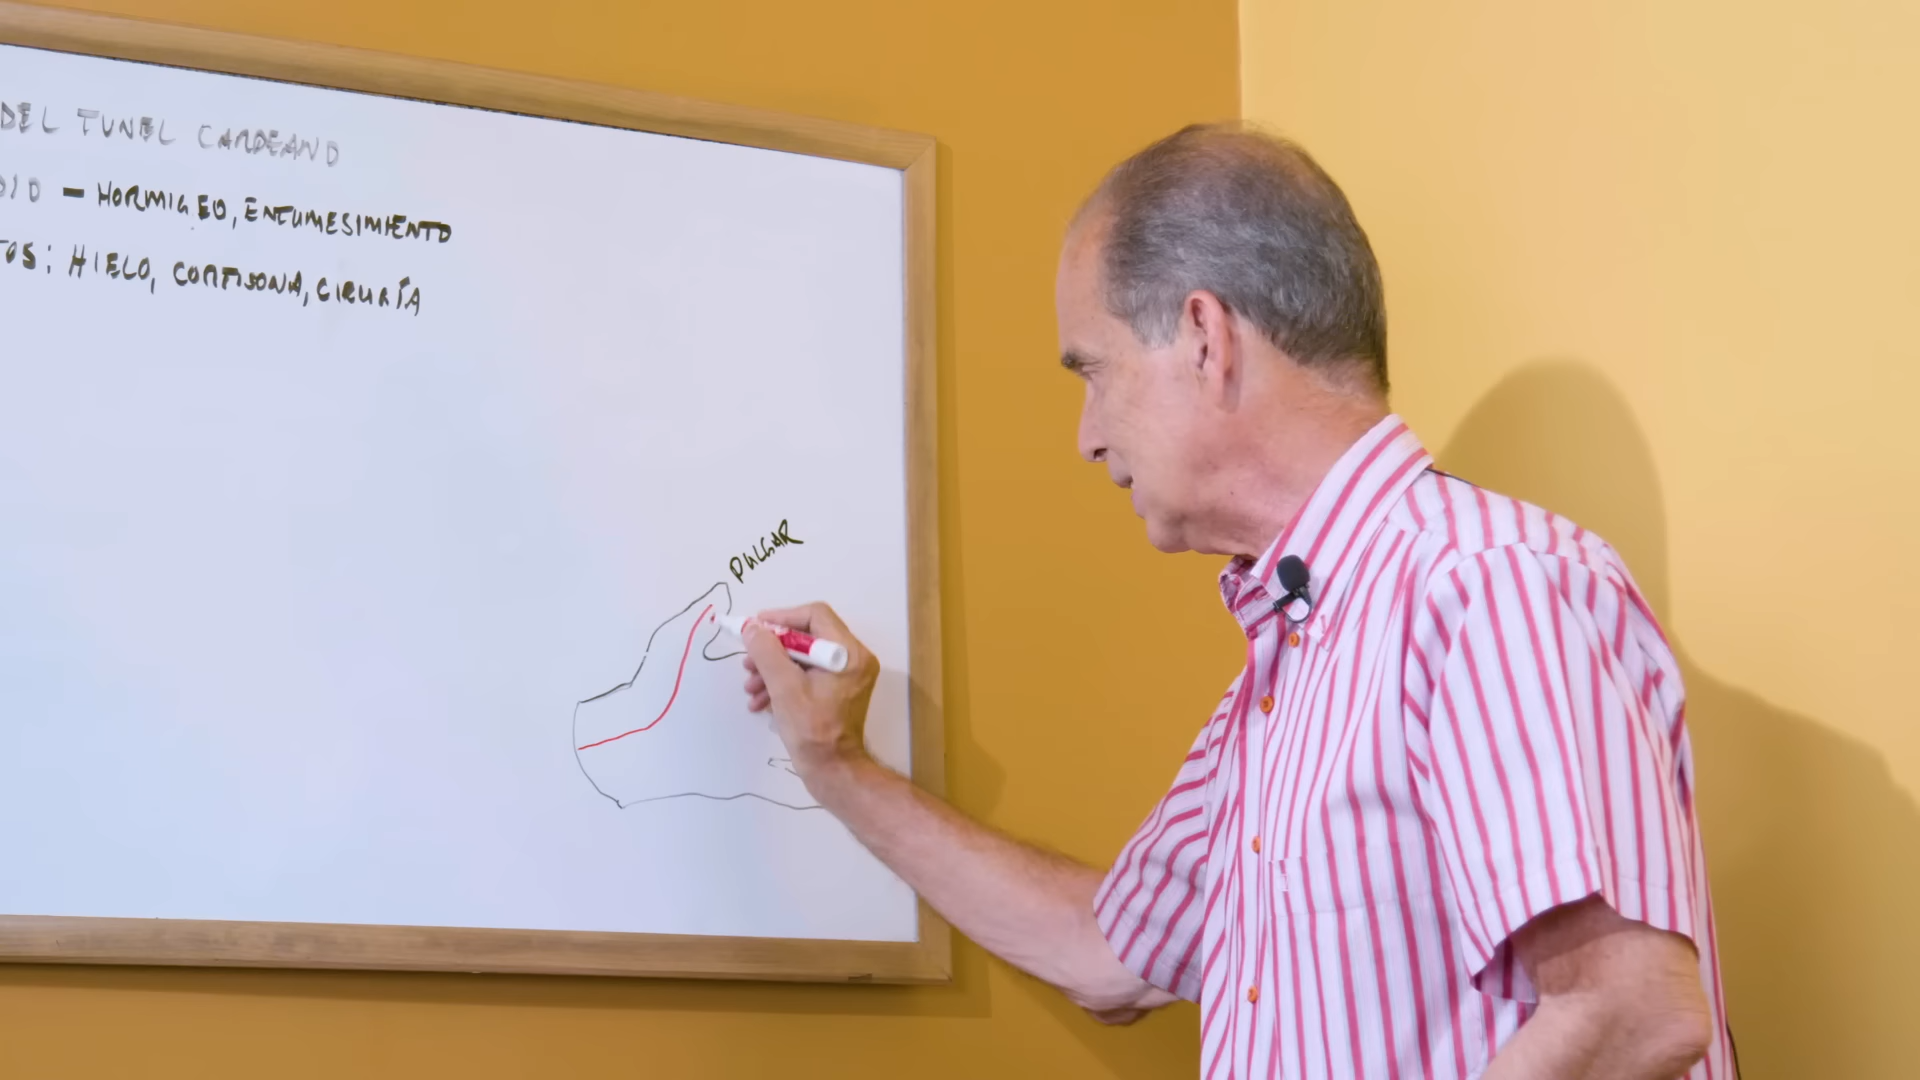 DEL TUNEL CARPEANO
DIO - HORMIGEO, ENTUMESIMIENTO
TOS: HIELO, CORTISONA, CIRUGÍA
PULGAR